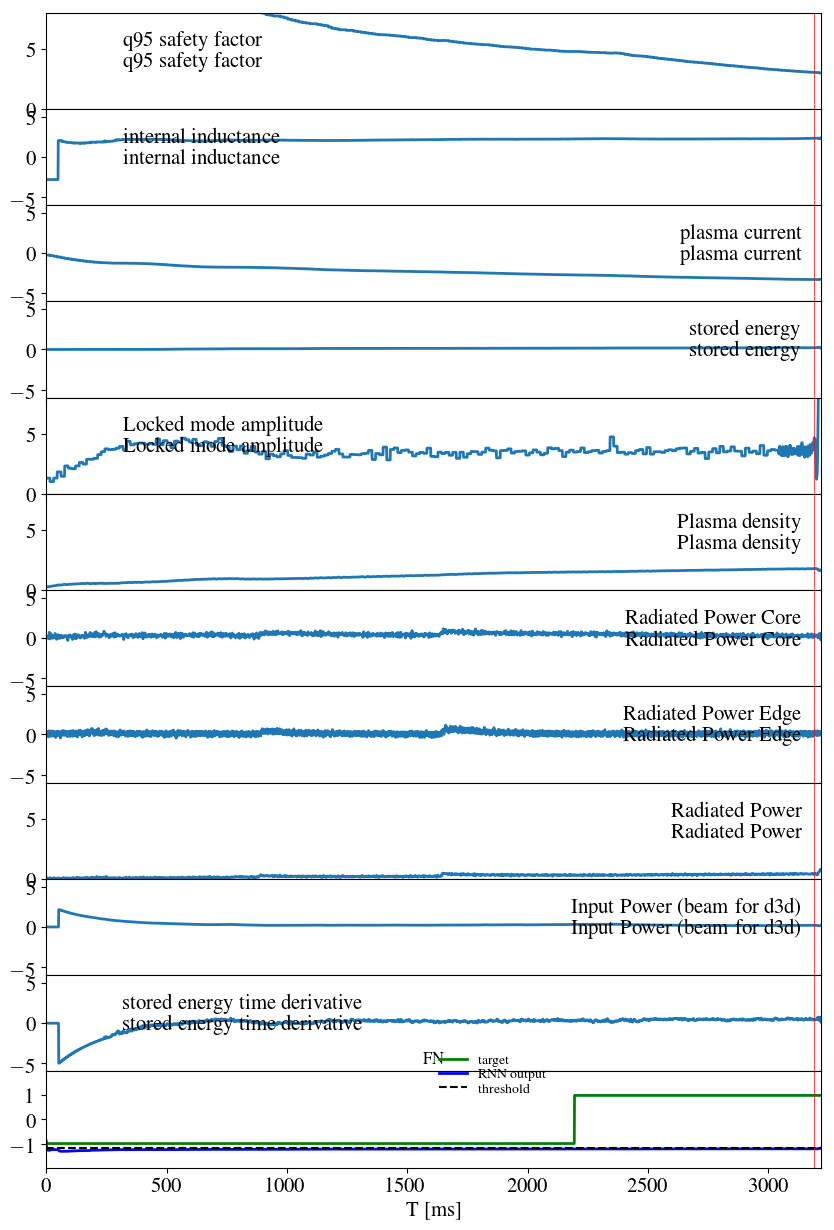 5
q95 safety factor
q95 safety factor
0
5
internal inductance
0
internal inductance
−5
5
plasma current
0
plasma current
−5
5
stored energy
0
stored energy
−5
Locked mode amplitude
5
Locked mode amplitude
0
Plasma density
5
Plasma density
0
5
Radiated Power Core
0
Radiated Power Core
−5
5
Radiated Power Edge
0
Radiated Power Edge
−5
Radiated Power
5
Radiated Power
0
5
Input Power (beam for d3d)
0
Input Power (beam for d3d)
−5
5
stored energy time derivative
0
stored energy time derivative
−5
FN
target
RNN output
threshold
1
0
−1
0 500 1000 1500 2000 2500 3000
T [ms]